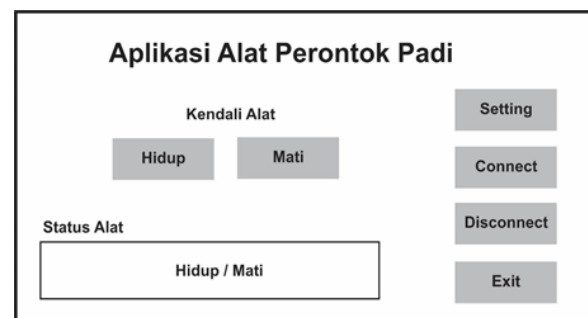 Aplikasi Alat Perontok Padi
Kendali Alat
Hidup
Mati
Status Alat
Hidup / Mati
Setting
Connect
Disconnect
Exit